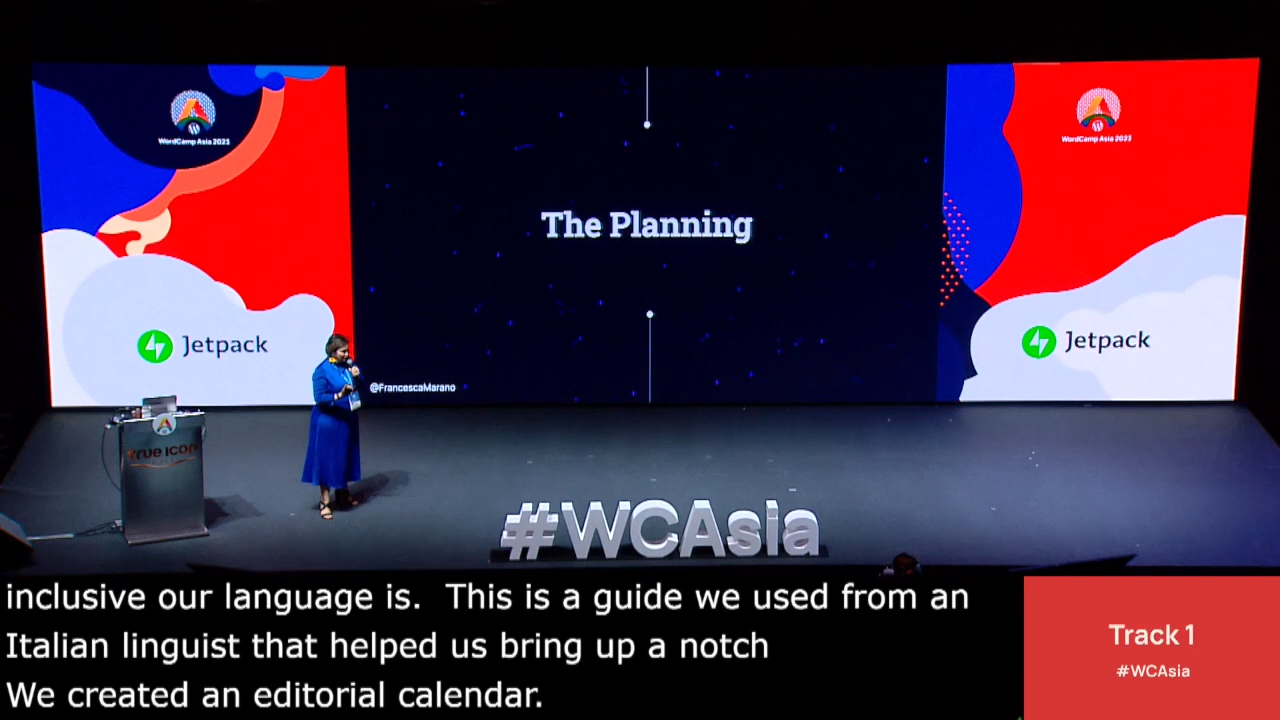 WordCamp Asia 2023
WordCamp Asia 2023
The Planning
Jetpack
Jetpack
@FrancescaMarano
true icon
#WCAsia
inclusive our language is.  This is a guide we used from an
Italian linguist that helped us bring up a notch
We created an editorial calendar.
Track 1
#WCAsia